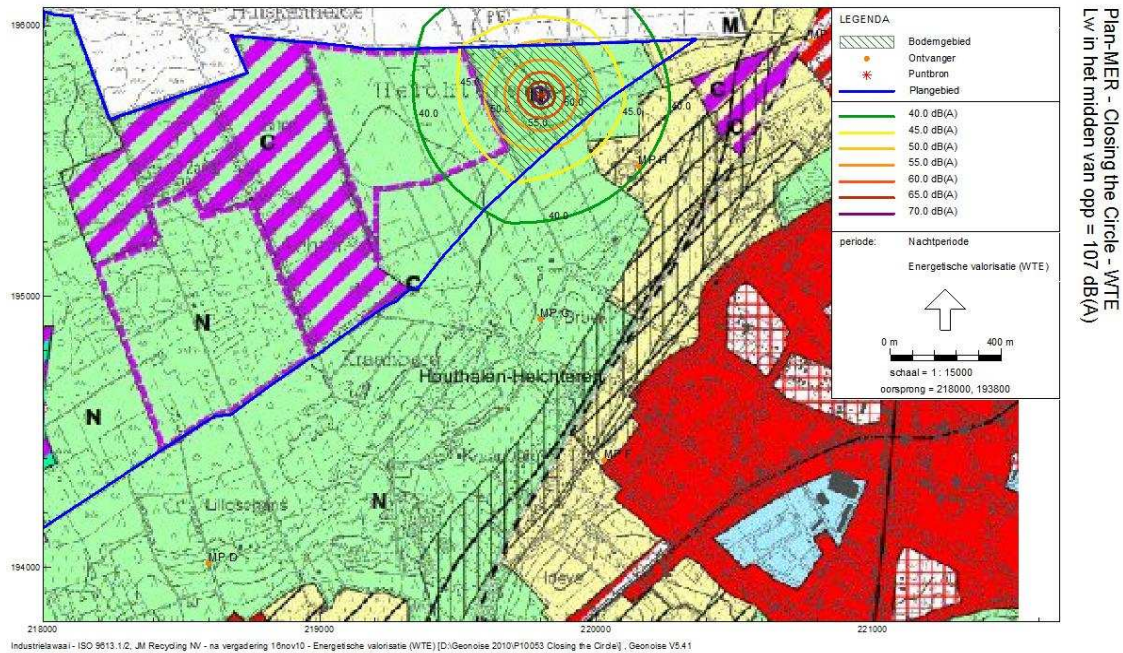 Plan-MER - Closing the Circle - WTE
Lw in het midden van opp = 107 dB(A)
196000
195000
194000
218000
219000
220000
221000
LEGENDA
Bodemgebied
Ontvanger
Puntbron
Plangebied
40.0 dB(A)
45.0 dB(A)
50.0 dB(A)
55.0 dB(A)
60.0 dB(A)
65.0 dB(A)
70.0 dB(A)
periode: Nachtperiode
Energetische valorisatie (WTE)
0 m 400 m
schaal = 1 : 15000
oorsprong = 218000, 193800
M
C
C
C
C
N
N
N
45.0
40.0
50.0
50.0
55.0
45.0
40.0
40.0
MP H
MP G
MP F
MP D
Houthalen-Helchteren
Industrielawaai - ISO 9613.1/2, JM Recycling NV - na vergadering 16nov10 - Energetische valorisatie (WTE) [D:\Geonoise 2010\P10053 Closing the Circle\] , Geonoise V5.41